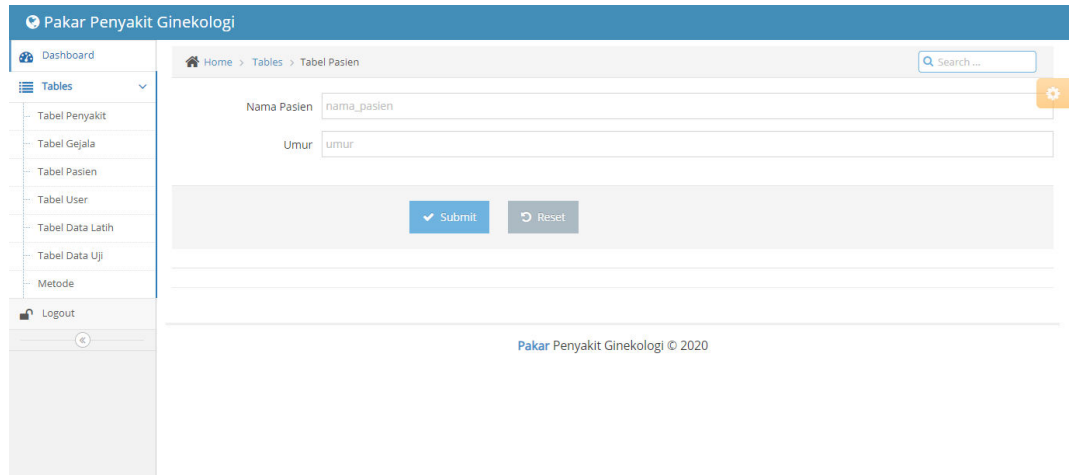 Pakar Penyakit Ginekologi
Dashboard
Tables
Tabel Penyakit
Tabel Gejala
Tabel Pasien
Tabel User
Tabel Data Latih
Tabel Data Uji
Metode
Logout
Home > Tables > Tabel Pasien
Search ...
Nama Pasien nama_pasien
Umur umur
Submit Reset
Pakar Penyakit Ginekologi © 2020